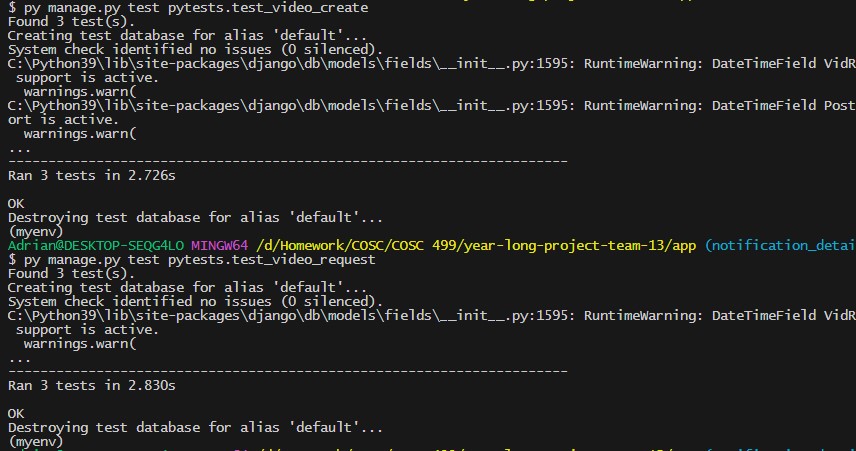 $ py manage.py test pytests.test_video_create
Found 3 test(s).
Creating test database for alias 'default'...
System check identified no issues (0 silenced).
C:\Python39\lib\site-packages\django\db\models\fields\__init__.py:1595: RuntimeWarning: DateTimeField VidR
 support is active.
  warnings.warn(
C:\Python39\lib\site-packages\django\db\models\fields\__init__.py:1595: RuntimeWarning: DateTimeField Post
ort is active.
  warnings.warn(
...
----------------------------------------------------------------------
Ran 3 tests in 2.726s

OK
Destroying test database for alias 'default'...
(myenv)
Adrian@DESKTOP-SEQG4LO MINGW64 /d/Homework/COSC/COSC 499/year-long-project-team-13/app (notification_detai
$ py manage.py test pytests.test_video_request
Found 3 test(s).
Creating test database for alias 'default'...
System check identified no issues (0 silenced).
C:\Python39\lib\site-packages\django\db\models\fields\__init__.py:1595: RuntimeWarning: DateTimeField VidR
 support is active.
  warnings.warn(
...
----------------------------------------------------------------------
Ran 3 tests in 2.830s

OK
Destroying test database for alias 'default'...
(myenv)